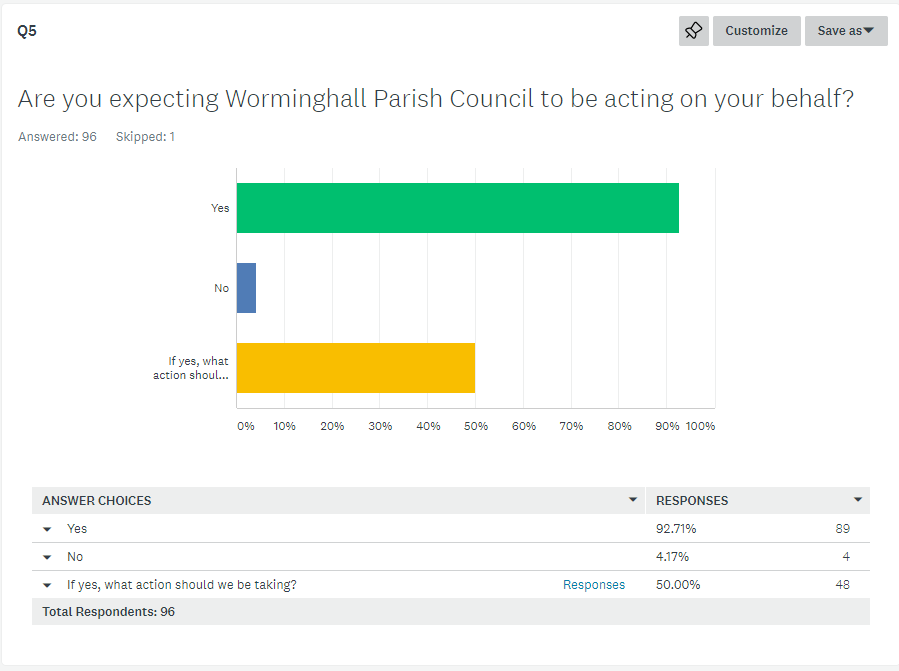 Q5
Customize
Save as
Are you expecting Worminghall Parish Council to be acting on your behalf?
Answered: 96 Skipped: 1
Yes
No
If yes, what
action shoul...
0% 10% 20% 30% 40% 50% 60% 70% 80% 90% 100%
ANSWER CHOICES RESPONSES
Yes 92.71% 89
No 4.17% 4
If yes, what action should we be taking? Responses 50.00% 48
Total Respondents: 96